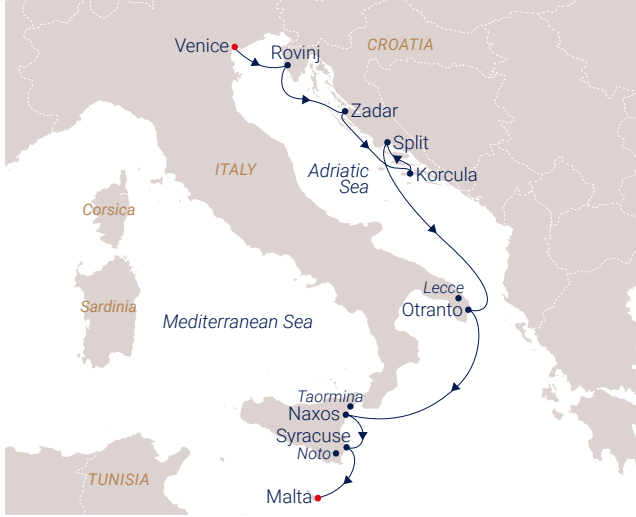 Venice
CROATIA
Rovinj
Zadar
Split
ITALY
Adriatic
Sea
Korcula
Corsica
Lecce
Sardinia
Otranto
Mediterranean Sea
Taormina
Naxos
Syracuse
Noto
TUNISIA
Malta